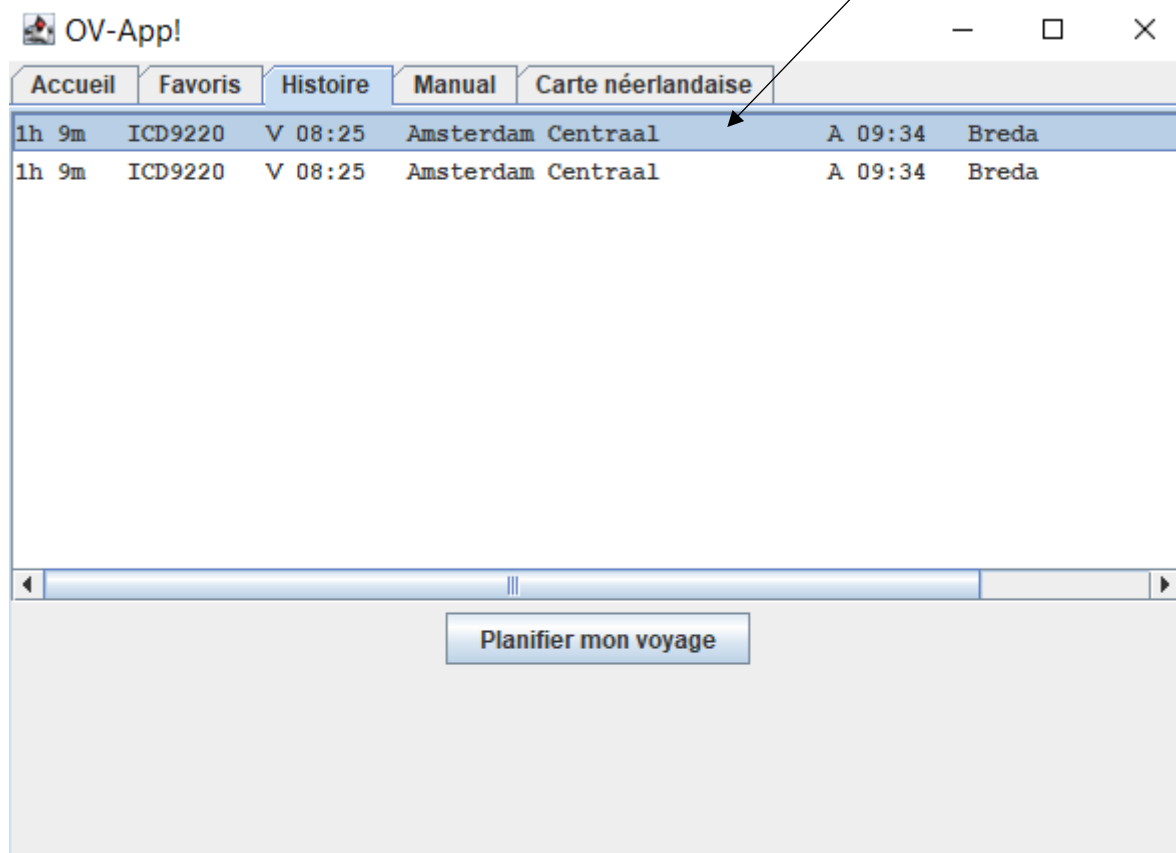 OV-App!
Accueil Favoris Histoire Manual Carte néerlandaise
1h 9m ICD9220 V 08:25 Amsterdam Centraal A 09:34 Breda
1h 9m ICD9220 V 08:25 Amsterdam Centraal A 09:34 Breda
Planifier mon voyage